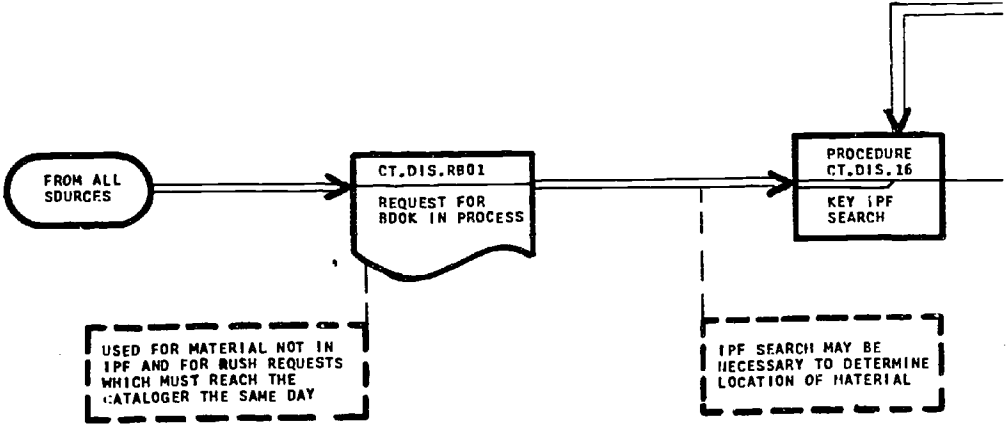 FROM ALL
SOURCES
CT.DIS.RB01
REQUEST FOR
BOOK IN PROCESS
PROCEDURE
CT.DIS.16
KEY IPF
SEARCH
USED FOR MATERIAL NOT IN
IPF AND FOR RUSH REQUESTS
WHICH MUST REACH THE
CATALOGER THE SAME DAY
IPF SEARCH MAY BE
NECESSARY TO DETERMINE
LOCATION OF MATERIAL